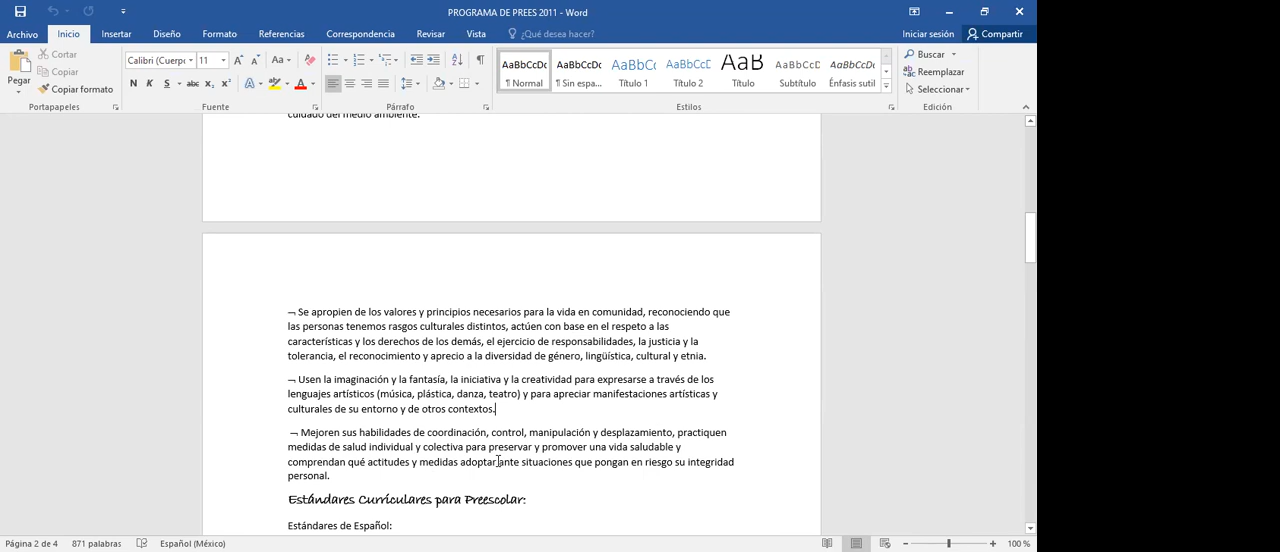 PROGRAMA DE PREES 2011 - Word
Archivo Inicio Insertar Diseño Formato Referencias Correspondencia Revisar Vista ¿Qué desea hacer? Iniciar sesión Compartir
Pegar
Cortar
Copiar
Copiar formato
Portapapeles
Calibri (Cuerp 11
N K S abc x₂ x²
Fuente
Párrafo
AaBbCcDc AaBbCcDc AaBbC( AaBbCcC AaB AaBbCcD AaBbCcDc
¶ Normal ¶ Sin espa... Título 1 Título 2 Título Subtítulo Énfasis sutil
Estilos
Buscar
Reemplazar
Seleccionar
Edición
cuidado del medio ambiente.
¬ Se apropien de los valores y principios necesarios para la vida en comunidad, reconociendo que
las personas tenemos rasgos culturales distintos, actúen con base en el respeto a las
características y los derechos de los demás, el ejercicio de responsabilidades, la justicia y la
tolerancia, el reconocimiento y aprecio a la diversidad de género, lingüística, cultural y etnia.
¬ Usen la imaginación y la fantasía, la iniciativa y la creatividad para expresarse a través de los
lenguajes artísticos (música, plástica, danza, teatro) y para apreciar manifestaciones artísticas y
culturales de su entorno y de otros contextos.
¬ Mejoren sus habilidades de coordinación, control, manipulación y desplazamiento, practiquen
medidas de salud individual y colectiva para preservar y promover una vida saludable y
comprendan qué actitudes y medidas adoptar ante situaciones que pongan en riesgo su integridad
personal.
Estándares Curriculares para Preescolar:
Estándares de Español:
Página 2 de 4 871 palabras Español (México) 100 %